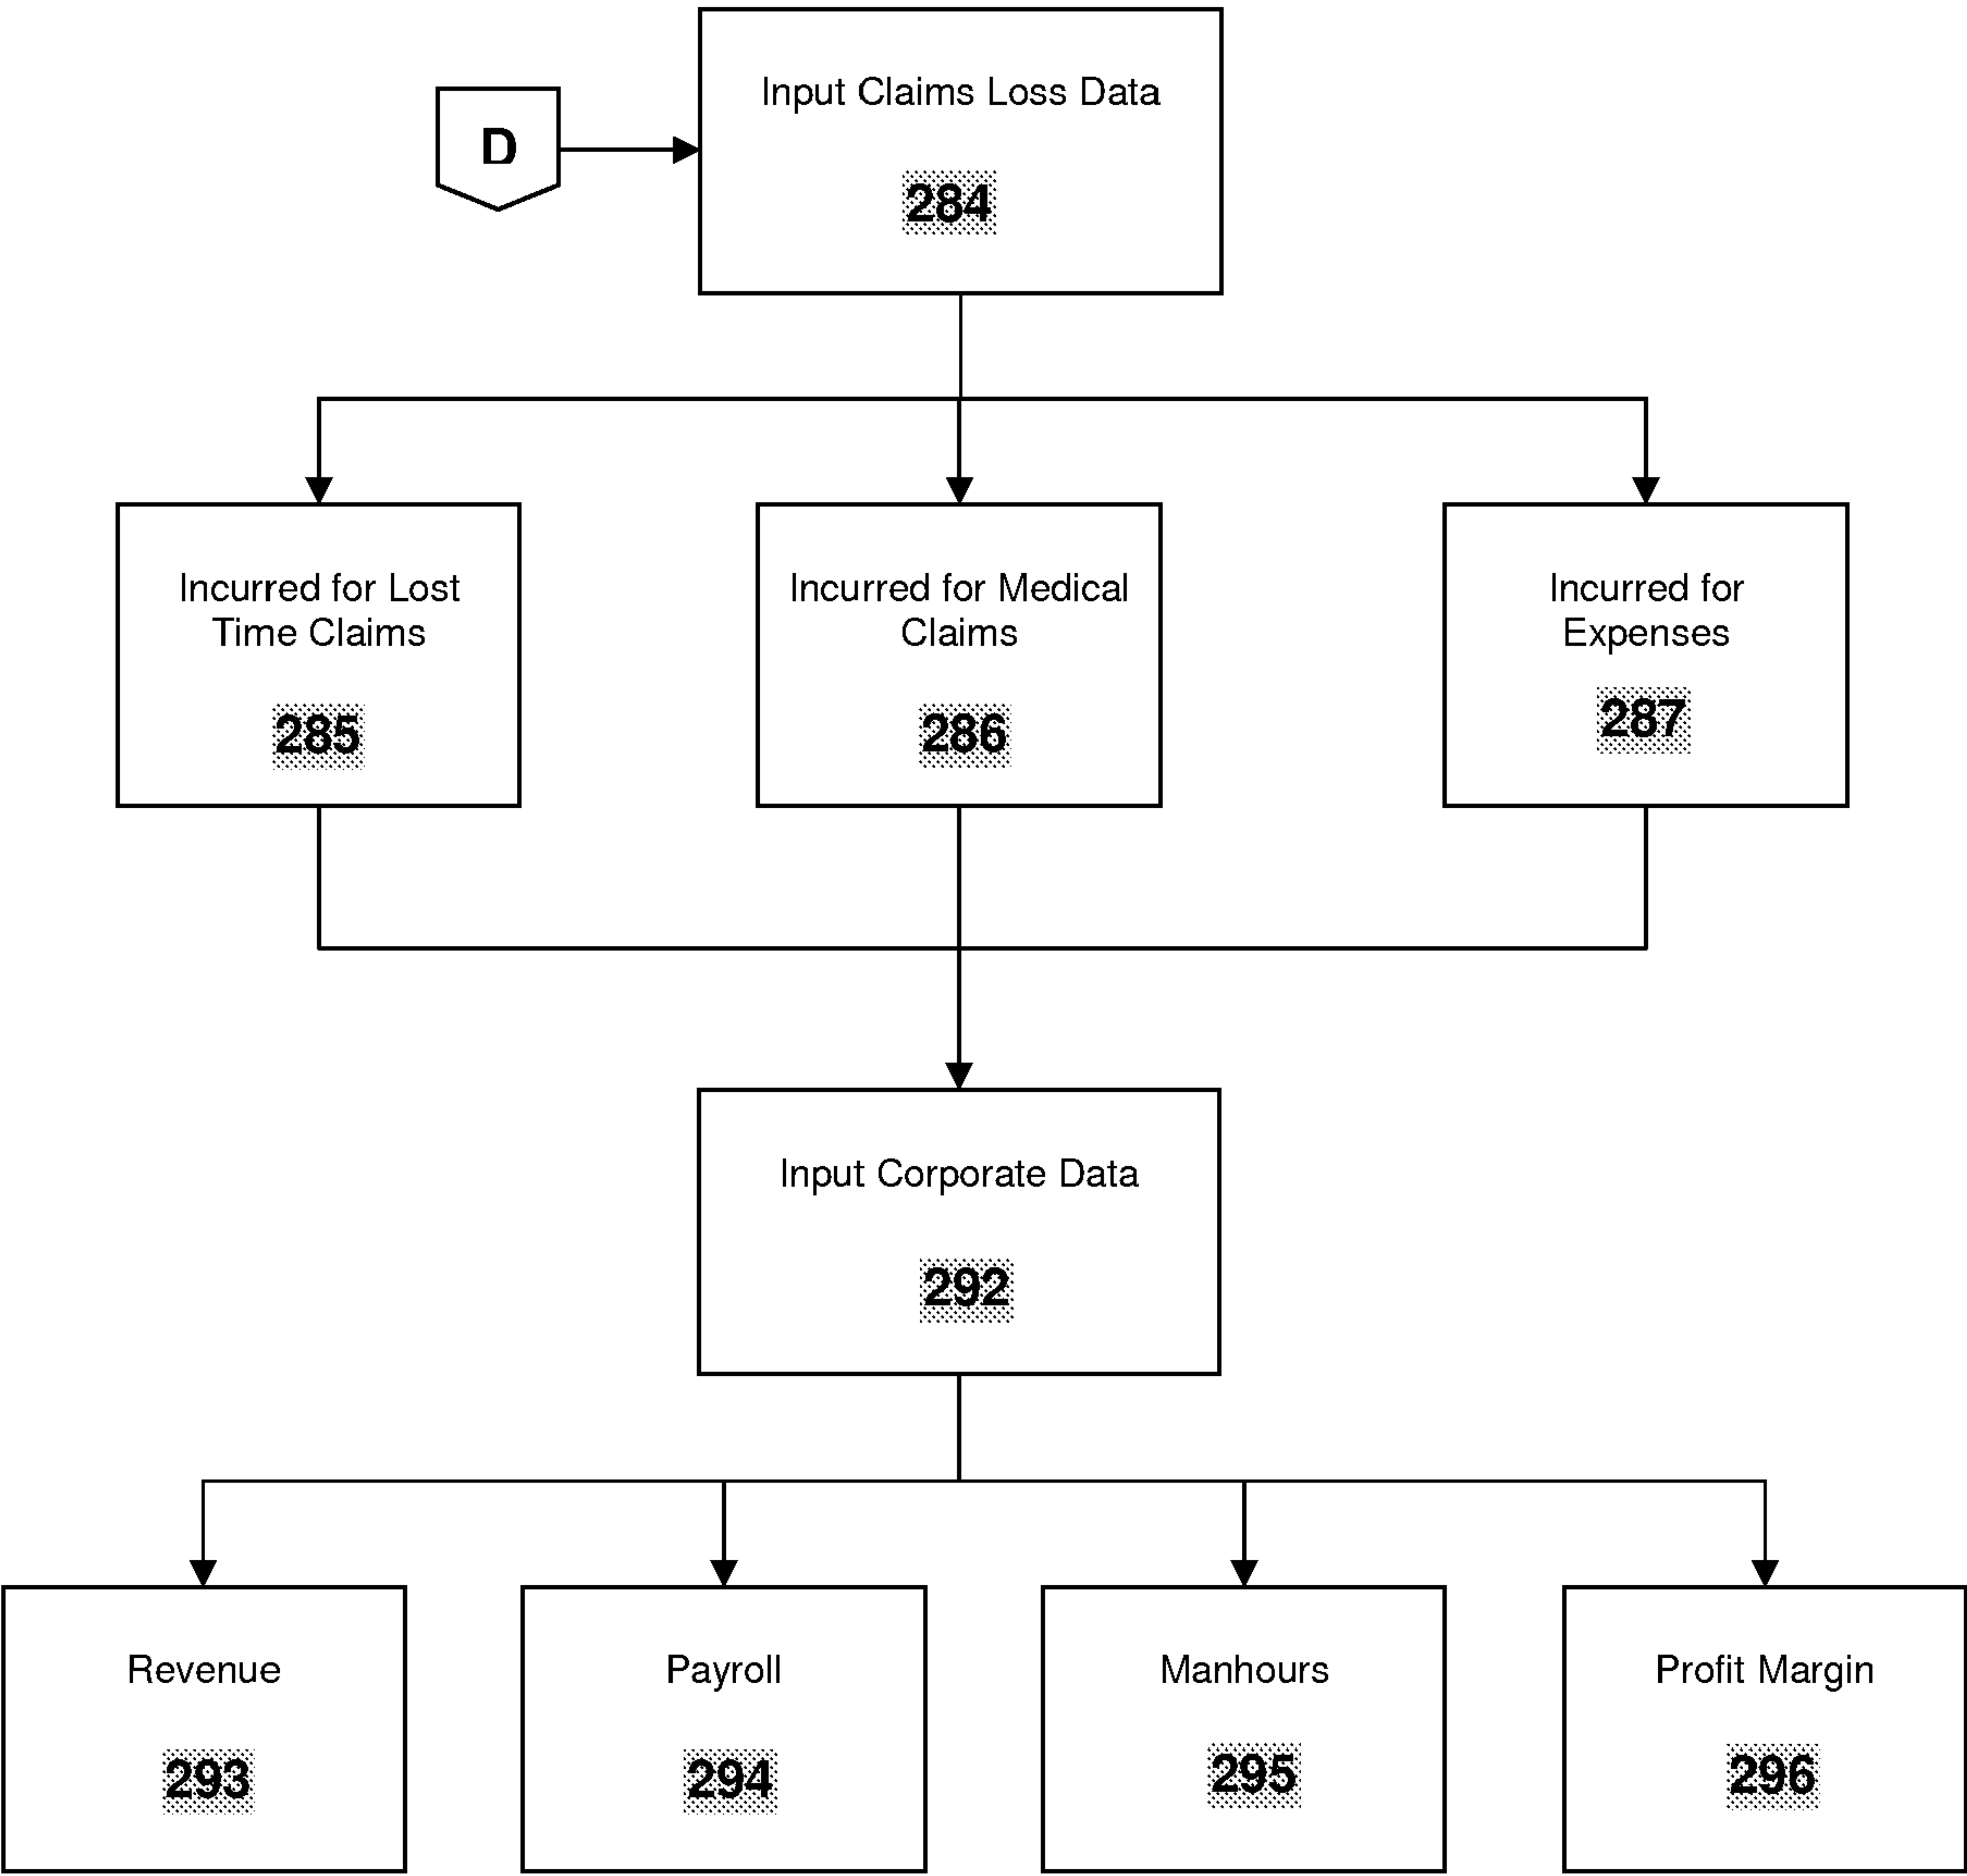 Input Claims Loss Data
D
284
Incurred for Lost
Time Claims
285
Incurred for Medical
Claims
286
Incurred for
Expenses
287
Input Corporate Data
292
Revenue
293
Payroll
294
Manhours
295
Profit Margin
296